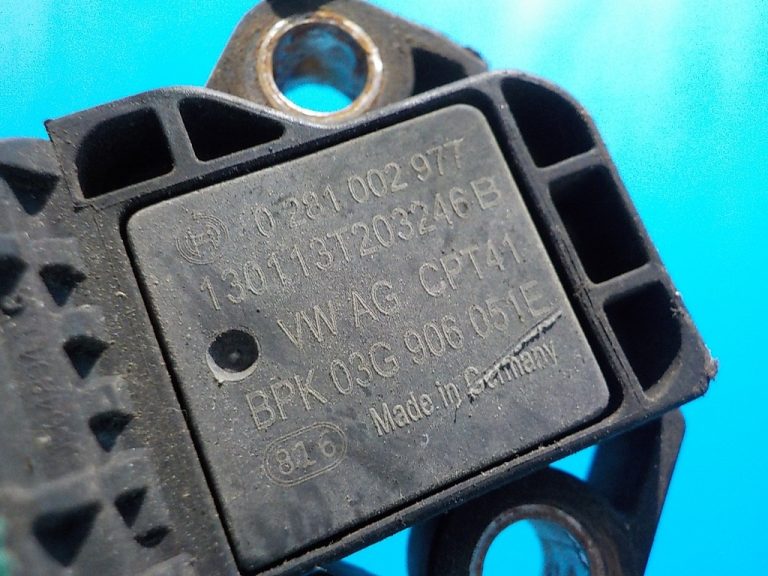 0 281 002 977
130113T203246B
VW AG CPT41
BPK 03G 906 051E
Made in Germany
816